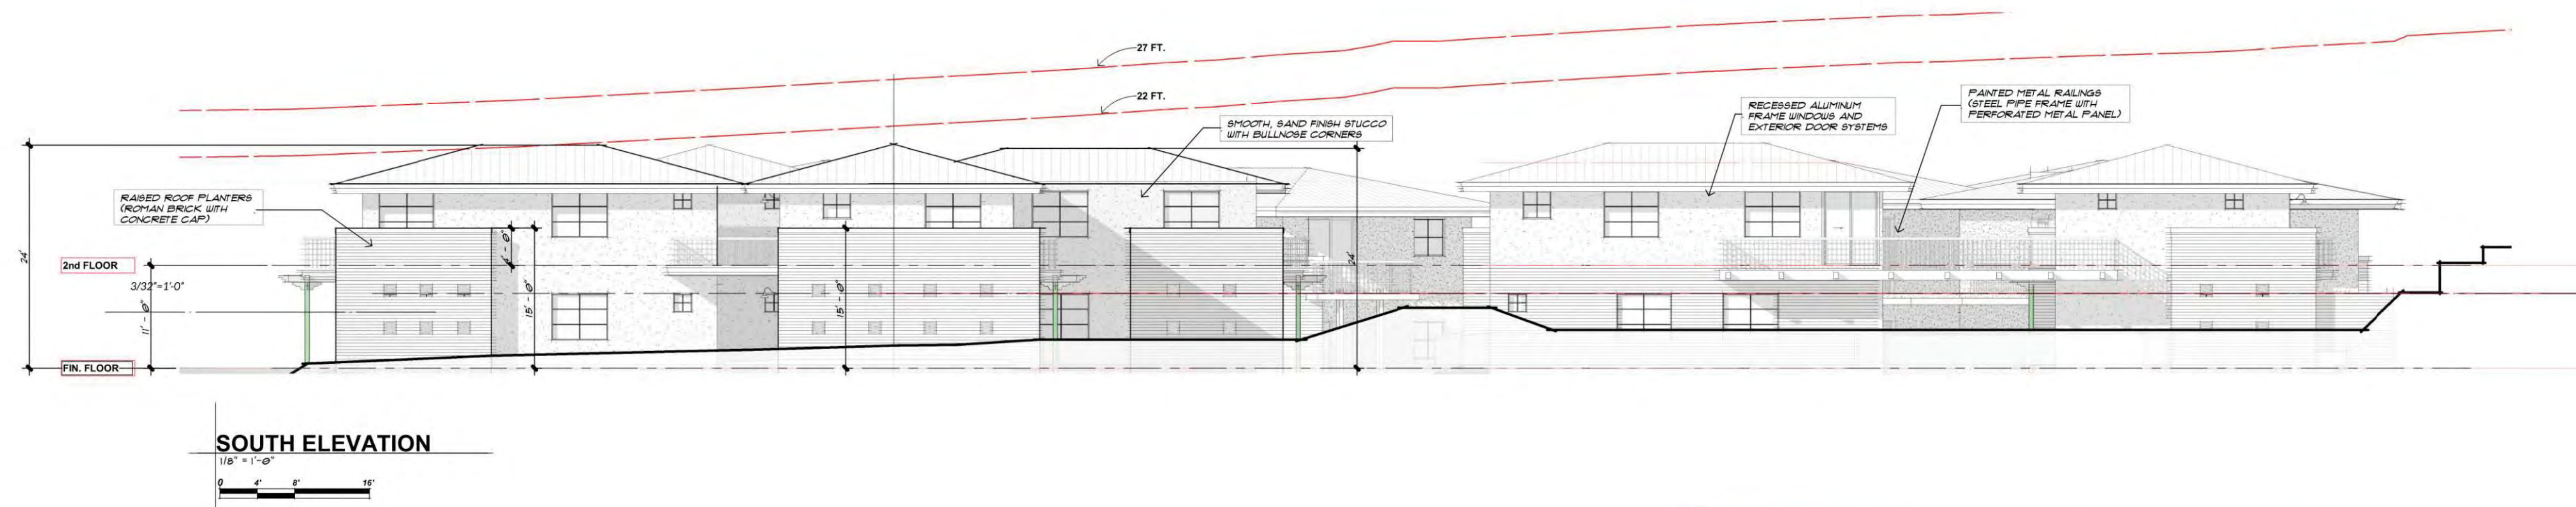 27 FT.
22 FT.
SMOOTH, SAND FINISH STUCCO
WITH BULLNOSE CORNERS
RECESSED ALUMINUM
FRAME WINDOWS AND
EXTERIOR DOOR SYSTEMS
PAINTED METAL RAILINGS
(STEEL PIPE FRAME WITH
PERFORATED METAL PANEL)
RAISED ROOF PLANTERS
(ROMAN BRICK WITH
CONCRETE CAP)
24'
2nd FLOOR
3/32"=1'-0"
11' - 0"
4' - 0"
15' - 0"
15' - 0"
24'
FIN. FLOOR
SOUTH ELEVATION
1/8" = 1'-0"
0 4' 8' 16'